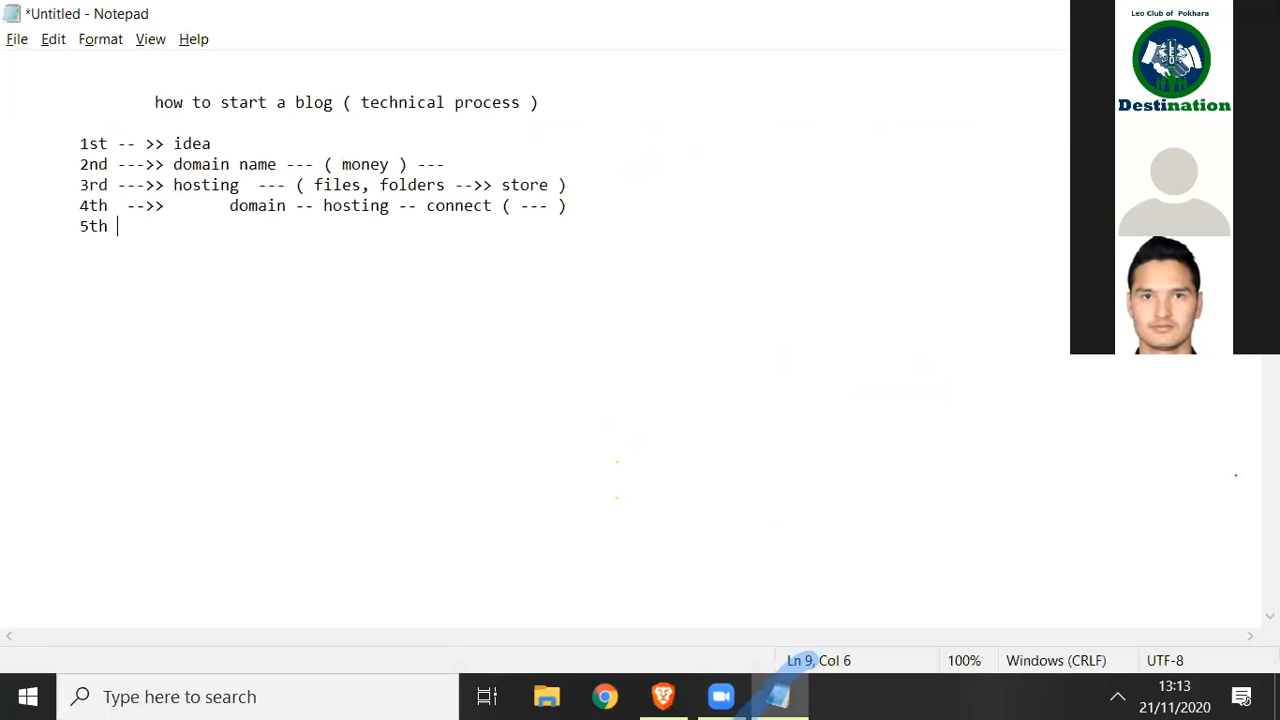 *Untitled - Notepad
File Edit Format View Help
how to start a blog ( technical process )
1st -- >> idea
2nd --->> domain name --- ( money ) ---
3rd --->> hosting --- ( files, folders -->> store )
4th -->> domain -- hosting -- connect ( --- )
5th
Leo Club of Pokhara
LEO
Destination
Ln 9, Col 6
100%
Windows (CRLF)
UTF-8
Type here to search
13:13
21/11/2020